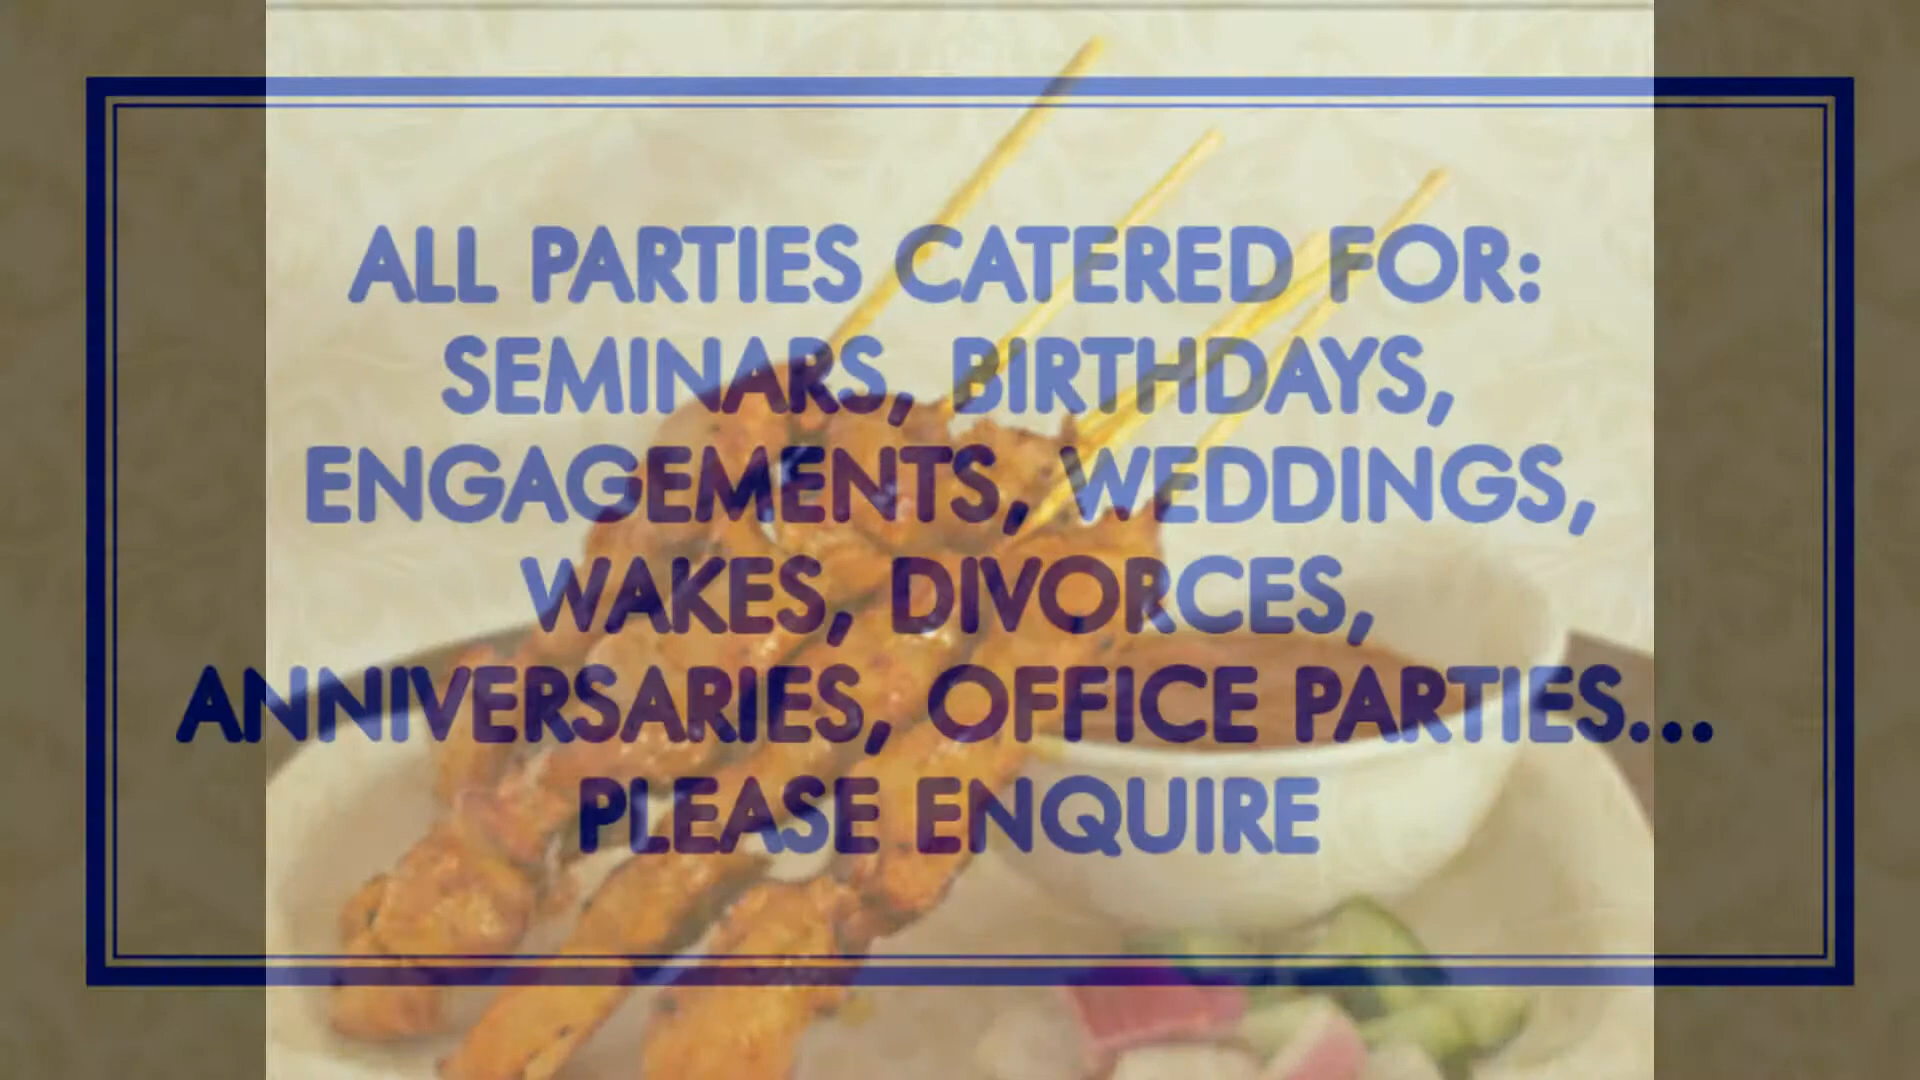 ALL PARTIES CATERED FOR:
SEMINARS, BIRTHDAYS,
ENGAGEMENTS, WEDDINGS,
WAKES, DIVORCES,
ANNIVERSARIES, OFFICE PARTIES...
PLEASE ENQUIRE